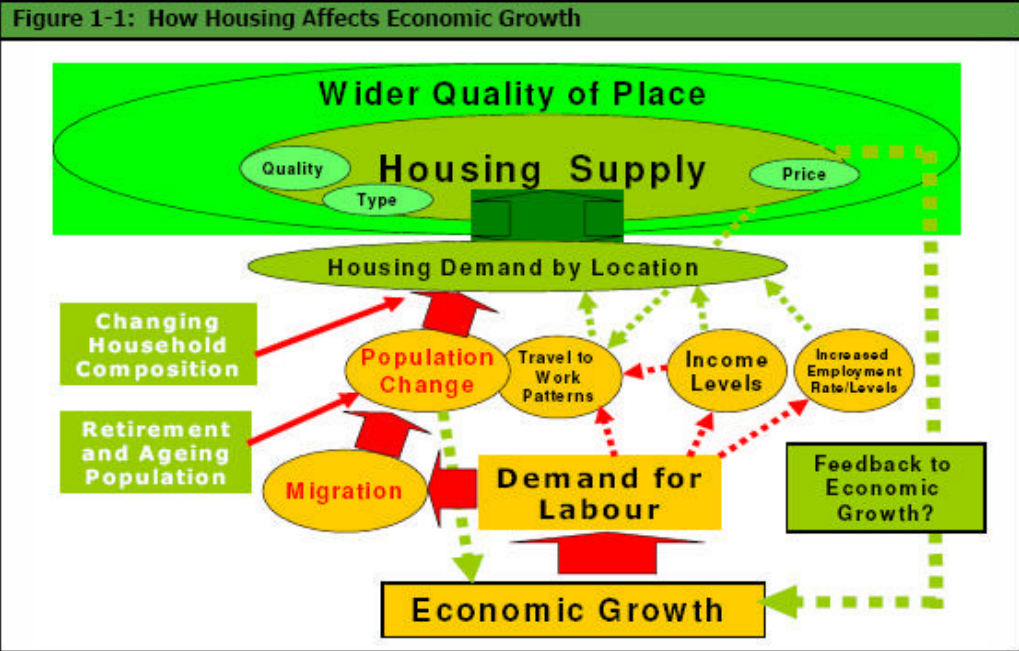 Figure 1-1: How Housing Affects Economic Growth
Wider Quality of Place
Quality
Housing Supply
Price
Type
Housing Demand by Location
Changing
Household
Composition
Population
Change
Travel to
Work
Patterns
Income
Levels
Increased
Employment
Rate/Levels
Retirement
and Ageing
Population
Migration
Demand for
Labour
Feedback to
Economic
Growth?
Economic Growth